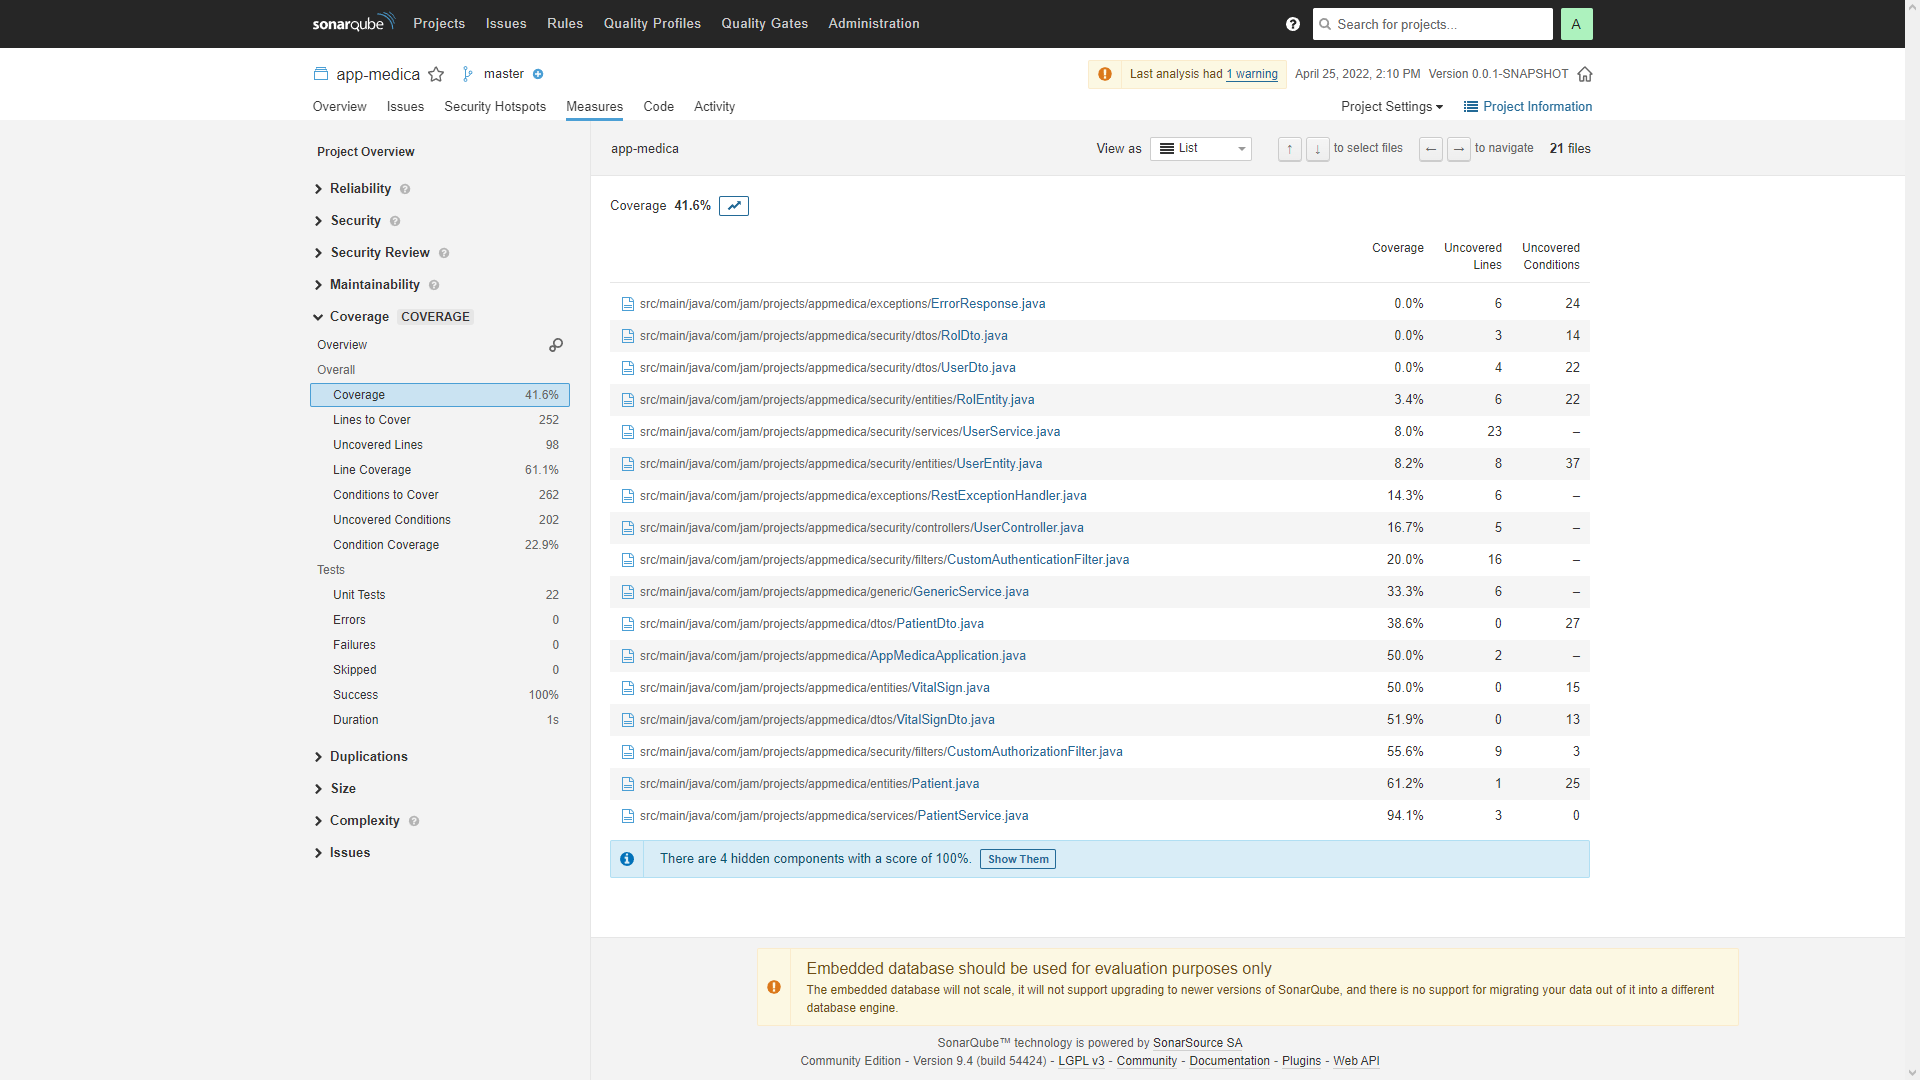 sonarqube Projects Issues Rules Quality Profiles Quality Gates Administration ? Search for projects... A
app-medica master Last analysis had 1 warning April 25, 2022, 2:10 PM Version 0.0.1-SNAPSHOT
Overview Issues Security Hotspots Measures Code Activity Project Settings Project Information
Project Overview
Reliability ?
Security ?
Security Review ?
Maintainability ?
Coverage COVERAGE
Overview
Overall
Coverage 41.6%
Lines to Cover 252
Uncovered Lines 98
Line Coverage 61.1%
Conditions to Cover 262
Uncovered Conditions 202
Condition Coverage 22.9%
Tests
Unit Tests 22
Errors 0
Failures 0
Skipped 0
Success 100%
Duration 1s
Duplications
Size
Complexity ?
Issues
app-medica View as List ↑ ↓ to select files ← → to navigate 21 files
Coverage 41.6%
Coverage Uncovered Lines Uncovered Conditions
src/main/java/com/jam/projects/appmedica/exceptions/ErrorResponse.java 0.0% 6 24
src/main/java/com/jam/projects/appmedica/security/dtos/RolDto.java 0.0% 3 14
src/main/java/com/jam/projects/appmedica/security/dtos/UserDto.java 0.0% 4 22
src/main/java/com/jam/projects/appmedica/security/entities/RolEntity.java 3.4% 6 22
src/main/java/com/jam/projects/appmedica/security/services/UserService.java 8.0% 23 –
src/main/java/com/jam/projects/appmedica/security/entities/UserEntity.java 8.2% 8 37
src/main/java/com/jam/projects/appmedica/exceptions/RestExceptionHandler.java 14.3% 6 –
src/main/java/com/jam/projects/appmedica/security/controllers/UserController.java 16.7% 5 –
src/main/java/com/jam/projects/appmedica/security/filters/CustomAuthenticationFilter.java 20.0% 16 –
src/main/java/com/jam/projects/appmedica/generic/GenericService.java 33.3% 6 –
src/main/java/com/jam/projects/appmedica/dtos/PatientDto.java 38.6% 0 27
src/main/java/com/jam/projects/appmedica/AppMedicaApplication.java 50.0% 2 –
src/main/java/com/jam/projects/appmedica/entities/VitalSign.java 50.0% 0 15
src/main/java/com/jam/projects/appmedica/dtos/VitalSignDto.java 51.9% 0 13
src/main/java/com/jam/projects/appmedica/security/filters/CustomAuthorizationFilter.java 55.6% 9 3
src/main/java/com/jam/projects/appmedica/entities/Patient.java 61.2% 1 25
src/main/java/com/jam/projects/appmedica/services/PatientService.java 94.1% 3 0
There are 4 hidden components with a score of 100%. Show Them
Embedded database should be used for evaluation purposes only
The embedded database will not scale, it will not support upgrading to newer versions of SonarQube, and there is no support for migrating your data out of it into a different
database engine.
SonarQube™ technology is powered by SonarSource SA
Community Edition - Version 9.4 (build 54424) - LGPL v3 - Community - Documentation - Plugins - Web API